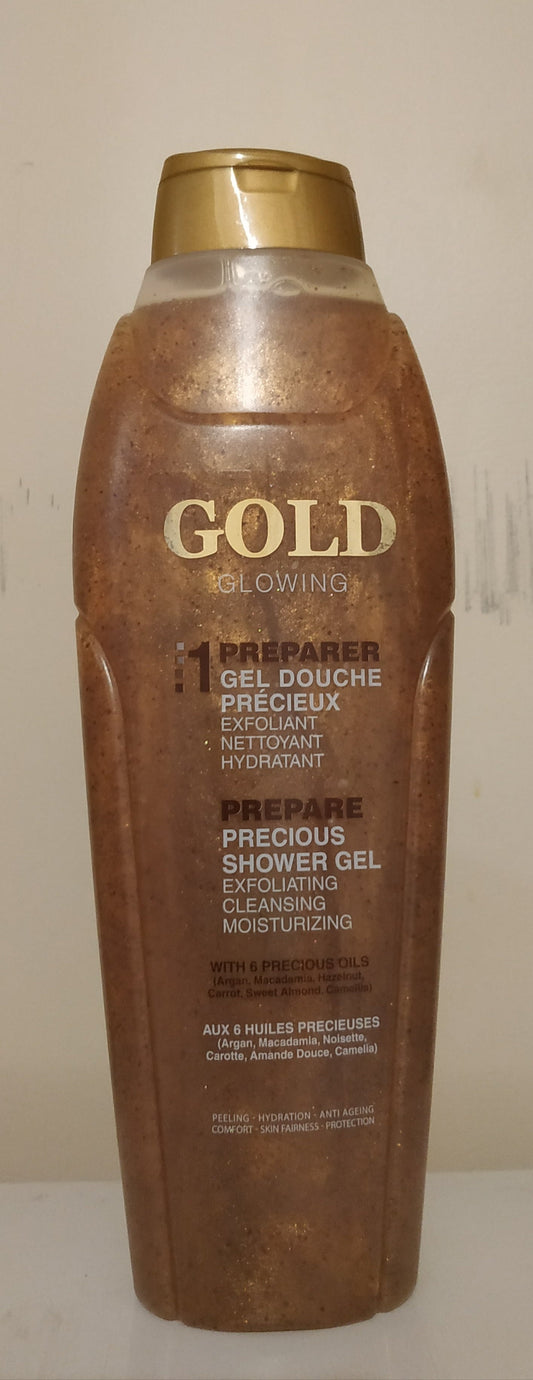 GOLD
GLOWING
1 PREPARER
GEL DOUCHE
PRÉCIEUX
EXFOLIANT
NETTOYANT
HYDRATANT
PREPARE
PRECIOUS
SHOWER GEL
EXFOLIATING
CLEANSING
MOISTURIZING
WITH 6 PRECIOUS OILS
(Argan, Macadamia, Hazelnut,
Carrot, Sweet Almond, Camellia)
AUX 6 HUILES PRECIEUSES
(Argan, Macadamia, Noisette,
Carotte, Amande Douce, Camelia)
PEELING - HYDRATION - ANTI AGEING
COMFORT - SKIN FAIRNESS - PROTECTION